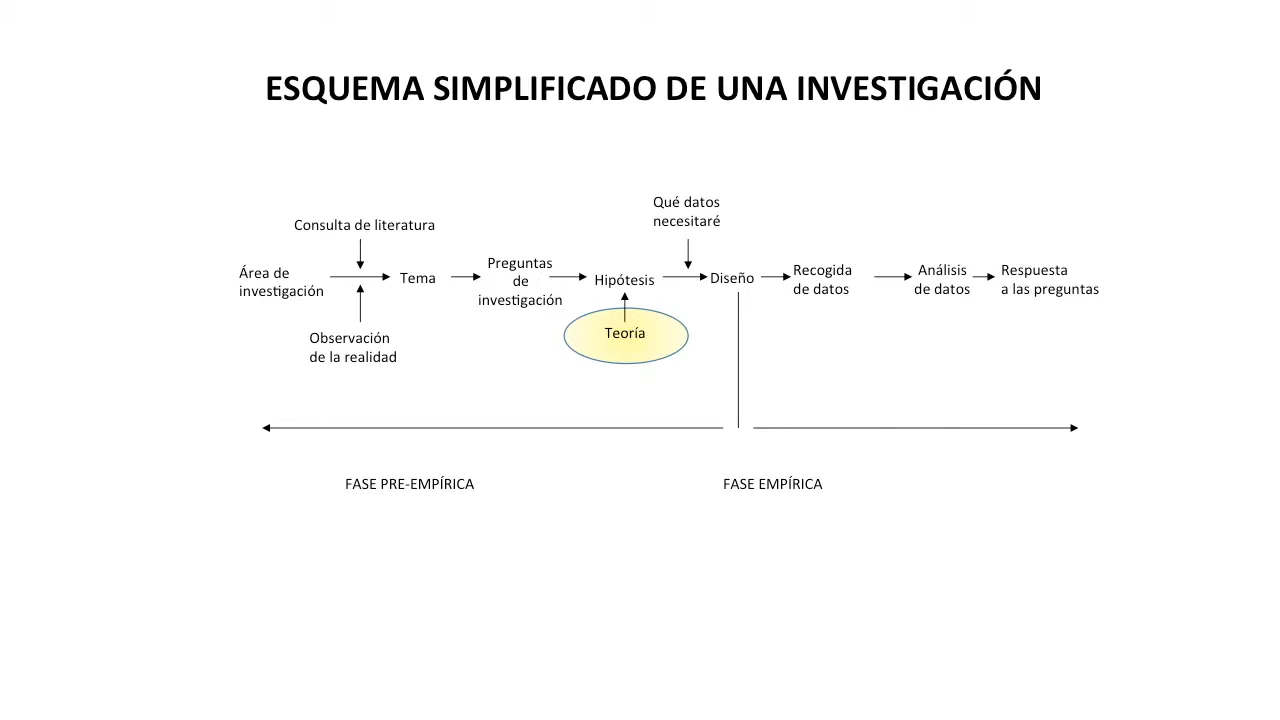 ESQUEMA SIMPLIFICADO DE UNA INVESTIGACIÓN
Qué datos
necesitaré
Consulta de literatura
Área de
investigación
Tema
Preguntas
de
investigación
Hipótesis
Diseño
Recogida
de datos
Análisis
de datos
Respuesta
a las preguntas
Teoría
Observación
de la realidad
FASE PRE-EMPÍRICA
FASE EMPÍRICA